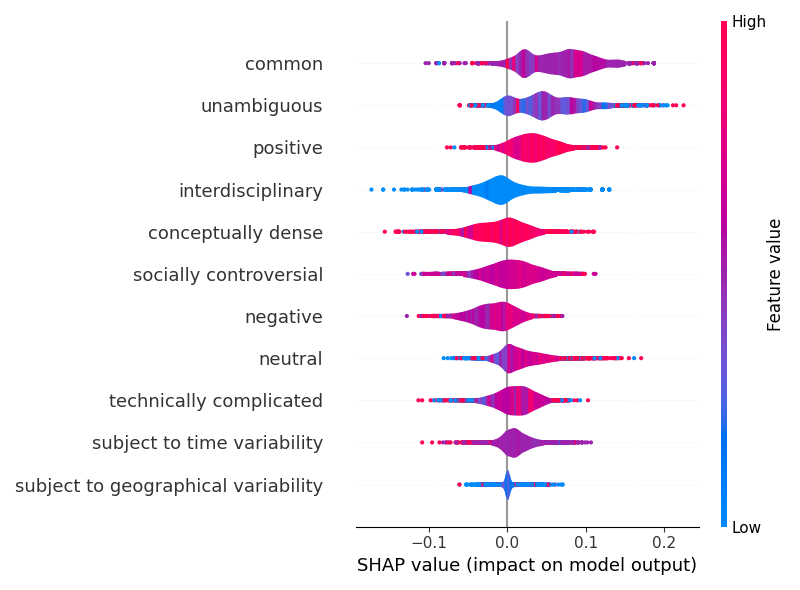 High
common
unambiguous
positive
interdisciplinary
conceptually dense
socially controversial
negative
neutral
technically complicated
subject to time variability
subject to geographical variability
Feature value
Low
−0.1 0.0 0.1 0.2
SHAP value (impact on model output)